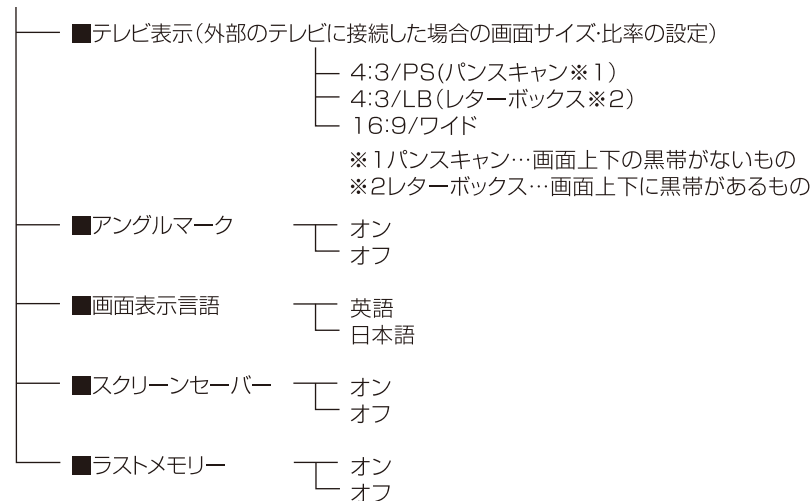 ■テレビ表示(外部のテレビに接続した場合の画面サイズ・比率の設定)
4:3/PS(パンスキャン※1)
4:3/LB(レターボックス※2)
16:9/ワイド
※1パンスキャン…画面上下の黒帯がないもの
※2レターボックス…画面上下に黒帯があるもの
■アングルマーク オン
オフ
■画面表示言語 英語
日本語
■スクリーンセーバー オン
オフ
■ラストメモリー オン
オフ